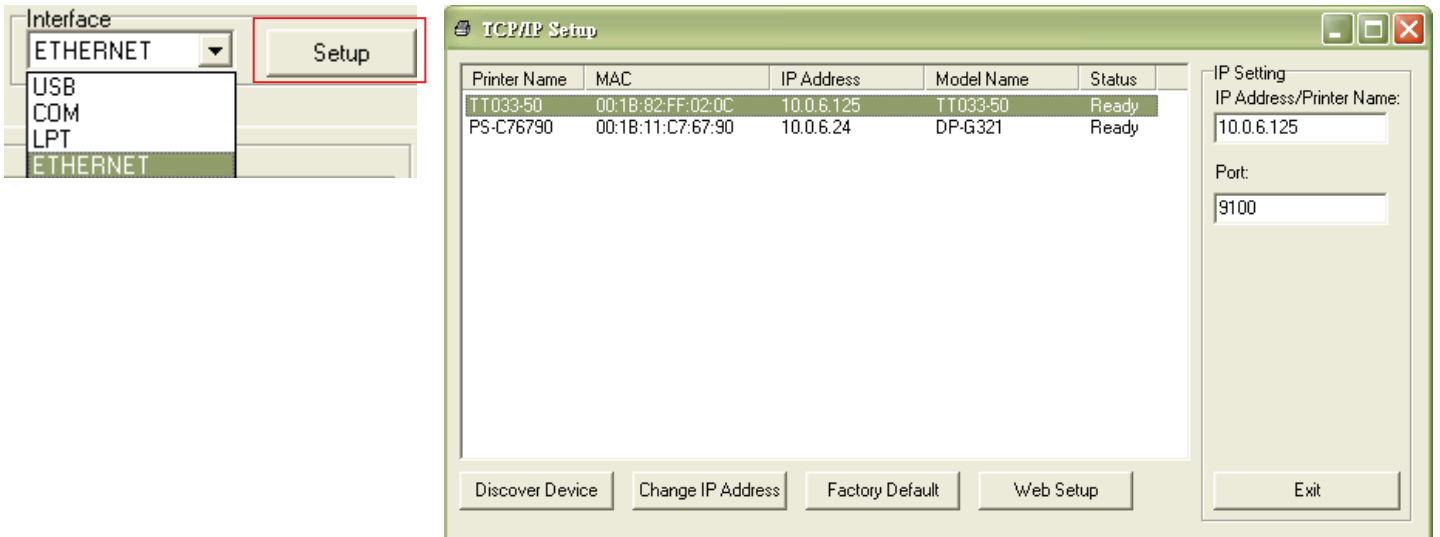 Interface
ETHERNET
Setup
USB
COM
LPT
ETHERNET
TCP/IP Setup
Printer Name MAC IP Address Model Name Status
TT033-50 00:1B:82:FF:02:0C 10.0.6.125 TT033-50 Ready
PS-C76790 00:1B:11:C7:67:90 10.0.6.24 DP-G321 Ready
IP Setting
IP Address/Printer Name:
10.0.6.125
Port:
9100
Discover Device Change IP Address Factory Default Web Setup Exit